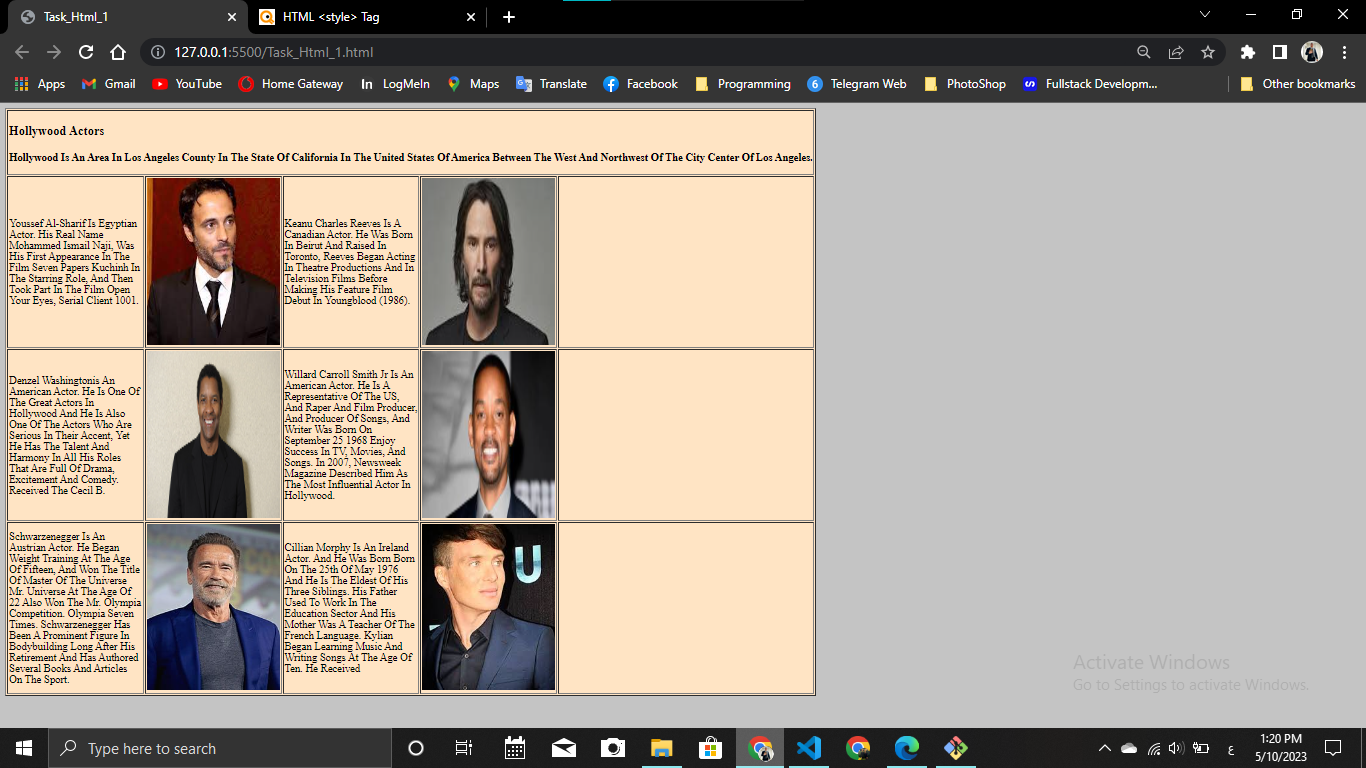 Task_Html_1
HTML <style> Tag
127.0.0.1:5500/Task_Html_1.html
Apps
Gmail
YouTube
Home Gateway
in
LogMeIn
Maps
Translate
Facebook
Programming
6
Telegram Web
PhotoShop
Fullstack Developm...
Other bookmarks
Hollywood Actors
Hollywood Is An Area In Los Angeles County In The State Of California In The United States Of America Between The West And Northwest Of The City Center Of Los Angeles.
Youssef Al-Sharif Is Egyptian
Actor. His Real Name
Mohammed Ismail Naji, Was
His First Appearance In The
Film Seven Papers Kuchinh In
The Starring Role, And Then
Took Part In The Film Open
Your Eyes, Serial Client 1001.
Keanu Charles Reeves Is A
Canadian Actor. He Was Born
In Beirut And Raised In
Toronto, Reeves Began Acting
In Theatre Productions And In
Television Films Before
Making His Feature Film
Debut In Youngblood (1986).
Denzel Washingtonis An
American Actor. He Is One Of
The Great Actors In
Hollywood And He Is Also
One Of The Actors Who Are
Serious In Their Accent, Yet
He Has The Talent And
Harmony In All His Roles
That Are Full Of Drama,
Excitement And Comedy.
Received The Cecil B.
Willard Carroll Smith Jr Is An
American Actor. He Is A
Representative Of The US,
And Raper And Film Producer,
And Producer Of Songs, And
Writer Was Born On
September 25 1968 Enjoy
Success In TV, Movies, And
Songs. In 2007, Newsweek
Magazine Described Him As
The Most Influential Actor In
Hollywood.
Schwarzenegger Is An
Austrian Actor. He Began
Weight Training At The Age
Of Fifteen, And Won The Title
Of Master Of The Universe
Mr. Universe At The Age Of
22 Also Won The Mr. Olympia
Competition. Olympia Seven
Times. Schwarzenegger Has
Been A Prominent Figure In
Bodybuilding Long After His
Retirement And Has Authored
Several Books And Articles
On The Sport.
Cillian Morphy Is An Ireland
Actor. And He Was Born Born
On The 25th Of May 1976
And He Is The Eldest Of His
Three Siblings. His Father
Used To Work In The
Education Sector And His
Mother Was A Teacher Of The
French Language. Kylian
Began Learning Music And
Writing Songs At The Age Of
Ten. He Received
U
Activate Windows
Go to Settings to activate Windows.
Type here to search
ع
1:20 PM
5/10/2023